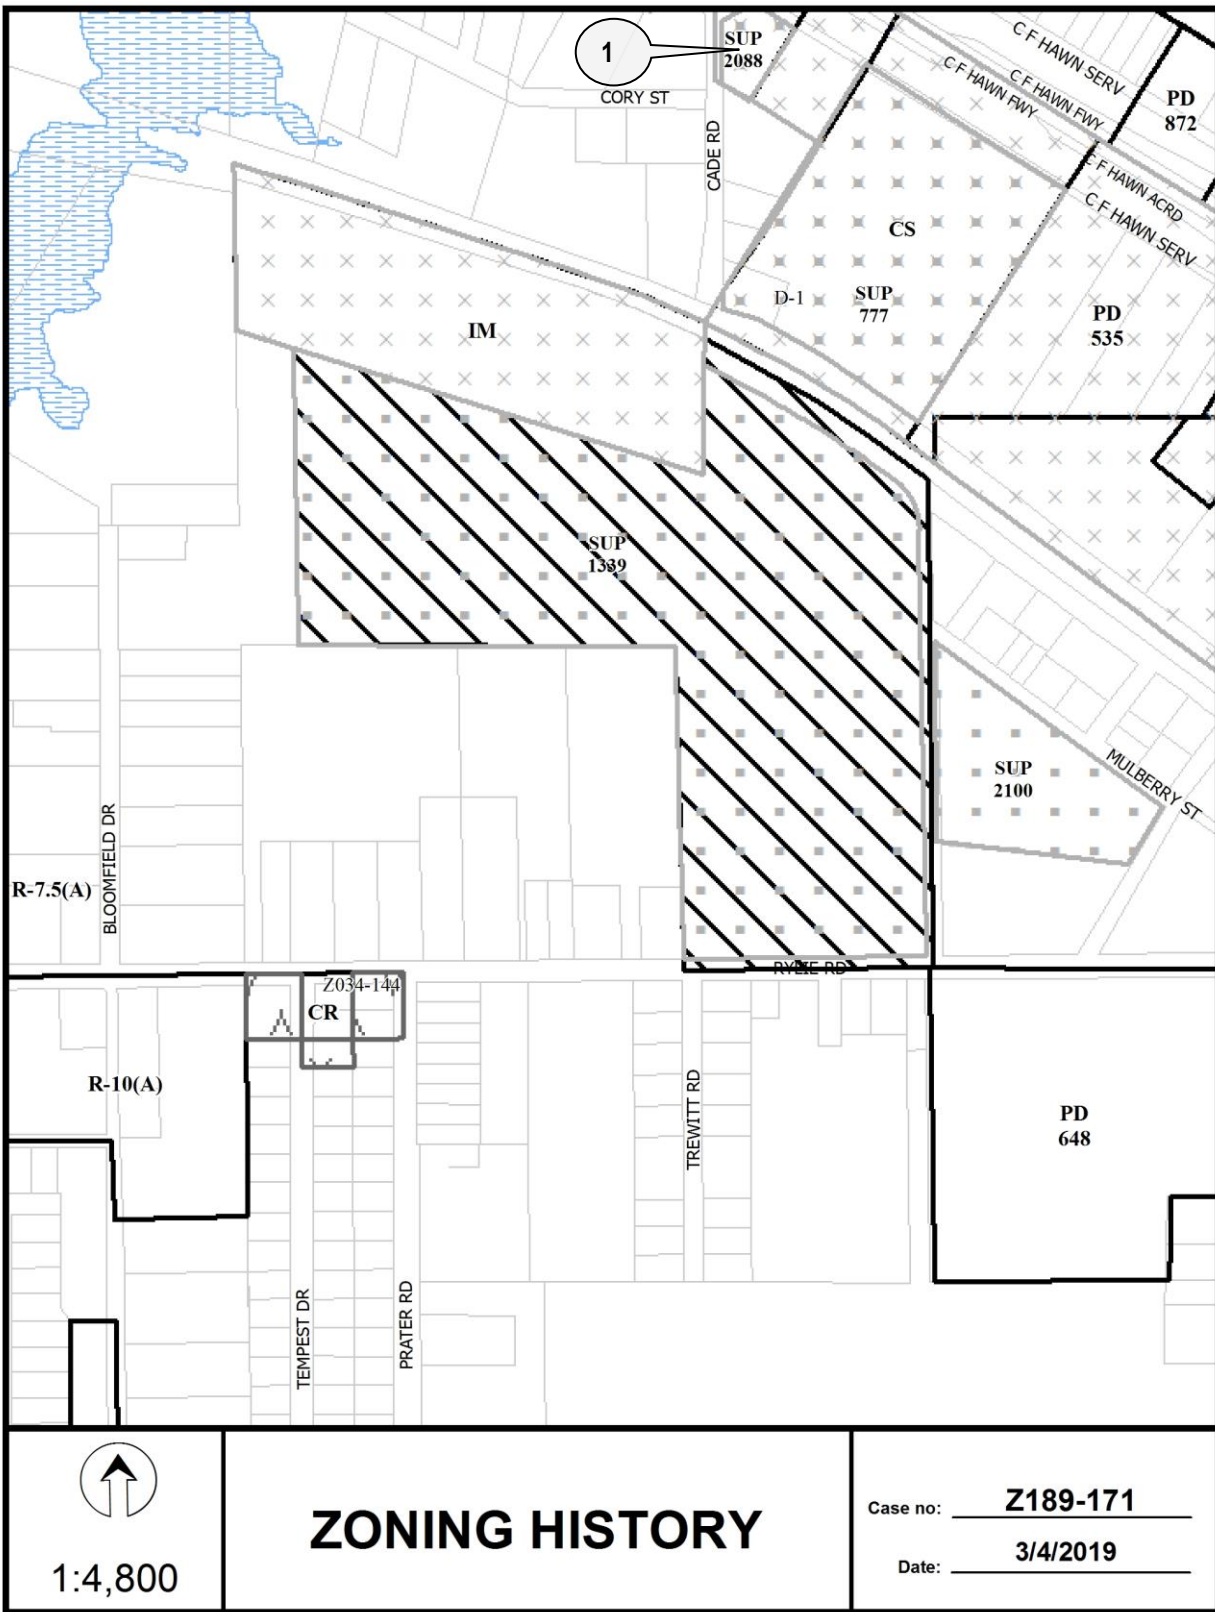 1
SUP
2088
CORY ST
CADE RD
C F HAWN SERV
C F HAWN FWY
C F HAWN FWY
PD
872
C F HAWN ACRD
C F HAWN SERV
CS
D-1
SUP
777
PD
535
IM
SUP
1339
SUP
2100
MULBERRY ST
BLOOMFIELD DR
R-7.5(A)
RYLIE RD
Z034-144
CR
R-10(A)
TREWITT RD
PD
648
TEMPEST DR
PRATER RD
1:4,800
ZONING HISTORY
Case no: Z189-171
Date: 3/4/2019